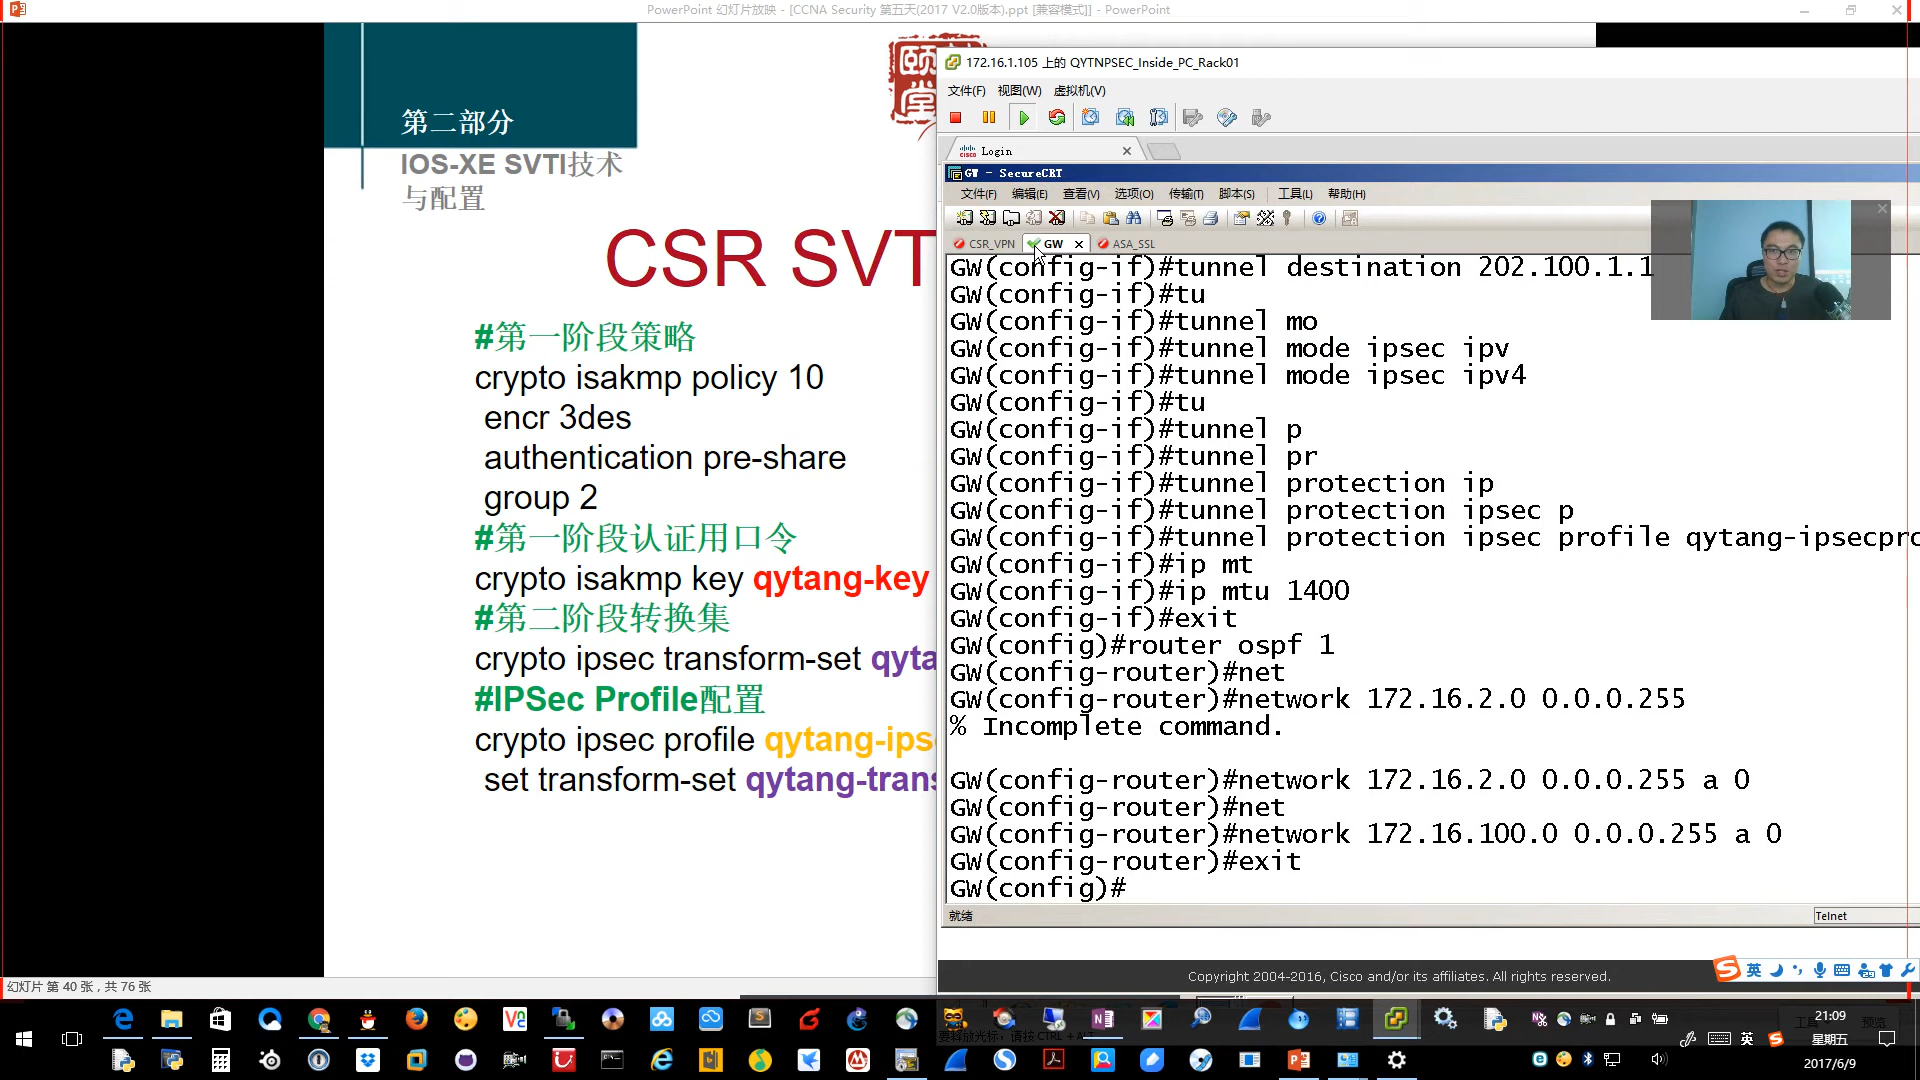 PowerPoint 幻灯片放映 - [CCNA Security 第五天(2017 V2.0版本).ppt [兼容模式]] - PowerPoint
第二部分
IOS-XE SVTI技术
与配置
CSR SVT
#第一阶段策略
crypto isakmp policy 10
encr 3des
authentication pre-share
group 2
#第一阶段认证用口令
crypto isakmp key qytang-key
#第二阶段转换集
crypto ipsec transform-set qyta
#IPSec Profile配置
crypto ipsec profile qytang-ips
set transform-set qytang-trans
172.16.1.105 上的 QYTNPSEC_Inside_PC_Rack01
文件(F) 视图(W) 虚拟机(V)
Login
GW - SecureCRT
文件(F) 编辑(E) 查看(V) 选项(O) 传输(T) 脚本(S) 工具(L) 帮助(H)
CSR_VPN GW ASA_SSL
GW(config-if)#tunnel destination 202.100.1.1
GW(config-if)#tu
GW(config-if)#tunnel mo
GW(config-if)#tunnel mode ipsec ipv
GW(config-if)#tunnel mode ipsec ipv4
GW(config-if)#tu
GW(config-if)#tunnel p
GW(config-if)#tunnel pr
GW(config-if)#tunnel protection ip
GW(config-if)#tunnel protection ipsec p
GW(config-if)#tunnel protection ipsec profile qytang-ipsecpro
GW(config-if)#ip mt
GW(config-if)#ip mtu 1400
GW(config-if)#exit
GW(config)#router ospf 1
GW(config-router)#net
GW(config-router)#network 172.16.2.0 0.0.0.255
% Incomplete command.
GW(config-router)#network 172.16.2.0 0.0.0.255 a 0
GW(config-router)#net
GW(config-router)#network 172.16.100.0 0.0.0.255 a 0
GW(config-router)#exit
GW(config)#
就绪
Telnet
Copyright 2004-2016, Cisco and/or its affiliates. All rights reserved.
英
幻灯片 第 40 张，共 76 张
英
21:09
星期五
2017/6/9